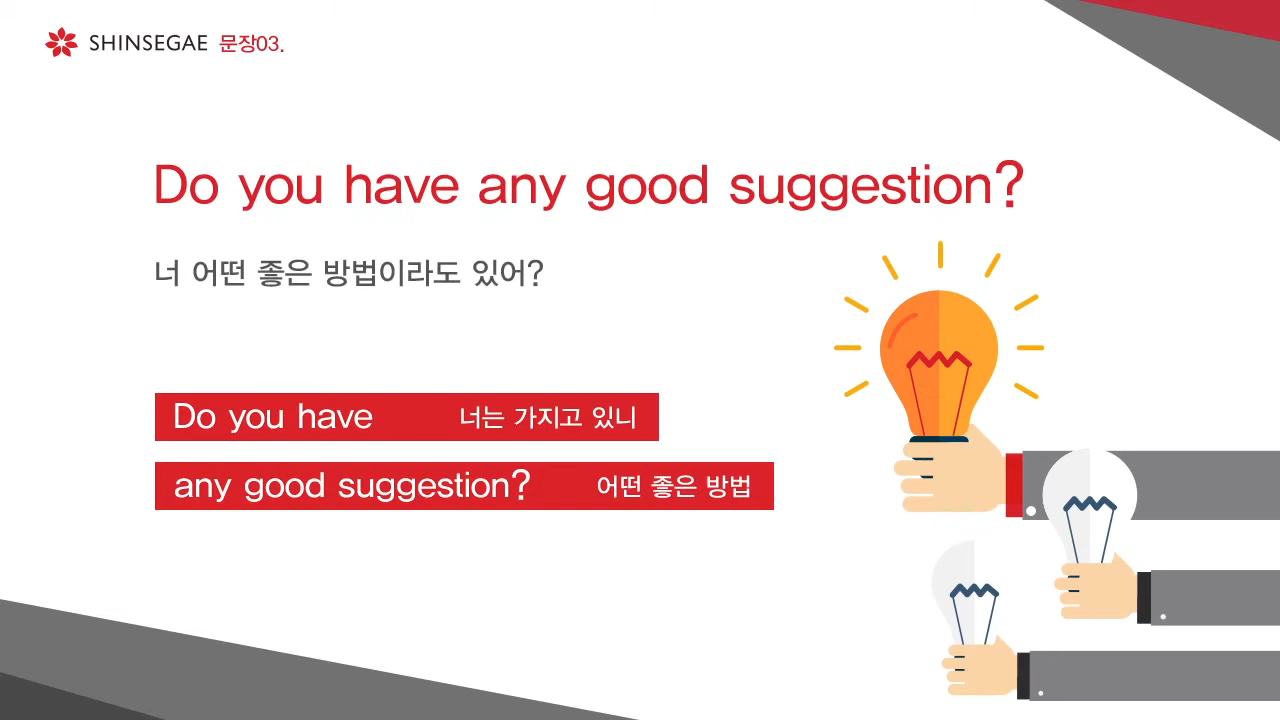 SHINSEGAE 문장03.
Do you have any good suggestion?
너 어떤 좋은 방법이라도 있어?
Do you have 너는 가지고 있니
any good suggestion? 어떤 좋은 방법